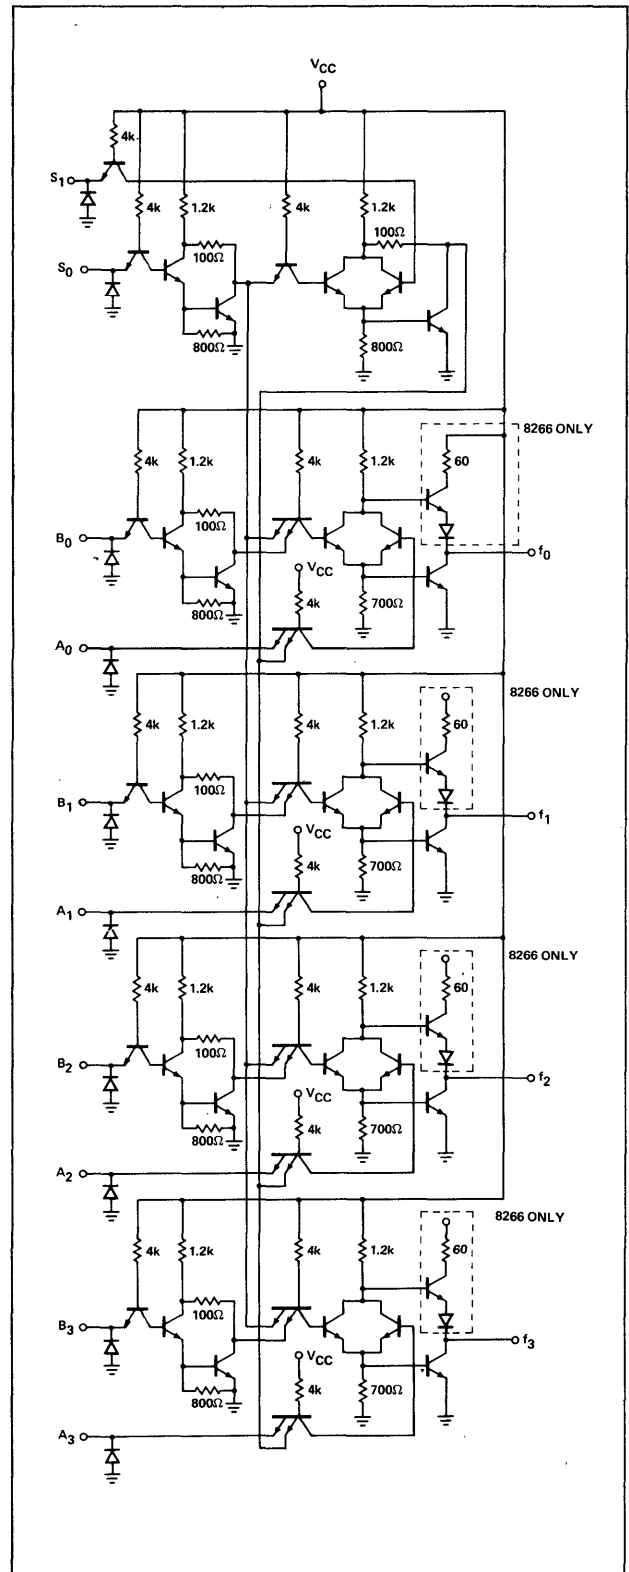 VCC
4k
S1
4k
1.2k
4k
1.2k
100Ω
100Ω
S0
800Ω
800Ω
8266 ONLY
4k
1.2k
4k
1.2k
60
100Ω
B0
f0
VCC
4k
700Ω
800Ω
A0
8266 ONLY
4k
1.2k
4k
1.2k
60
100Ω
B1
f1
VCC
4k
700Ω
800Ω
A1
8266 ONLY
4k
1.2k
4k
1.2k
60
100Ω
B2
f2
VCC
4k
700Ω
800Ω
A2
8266 ONLY
4k
1.2k
4k
1.2k
60
100Ω
B3
f3
VCC
4k
700Ω
800Ω
A3